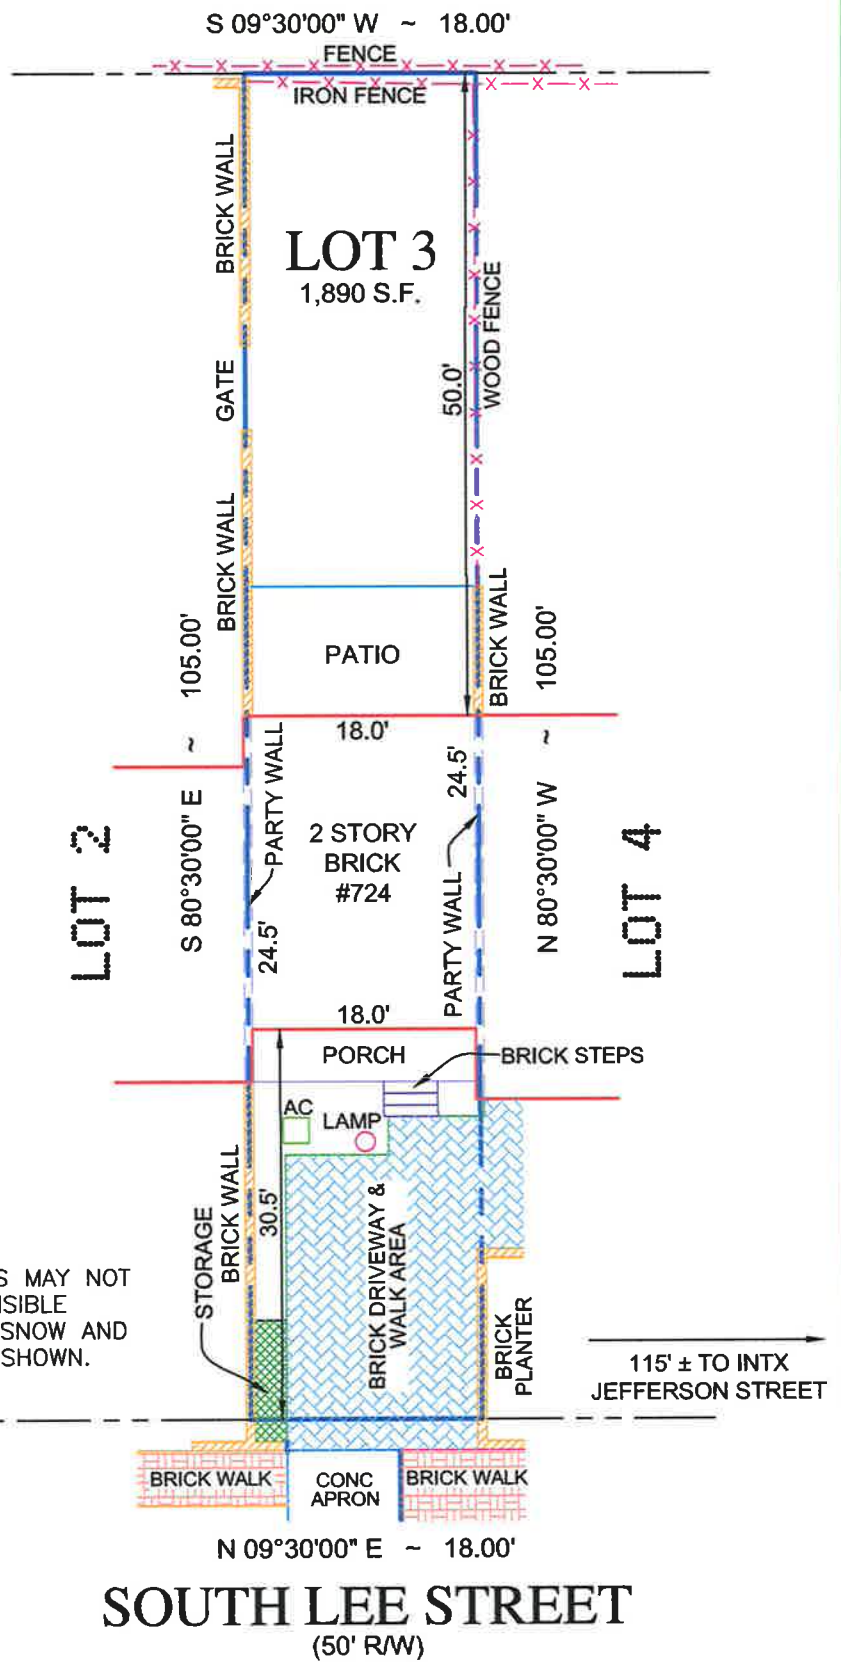 S 09°30'00" W ~ 18.00'
FENCE
IRON FENCE
BRICK WALL
LOT 3
1,890 S.F.
WOOD FENCE
GATE
50.0'
BRICK WALL
BRICK WALL
105.00'
105.00'
PATIO
~
18.0'
~
PARTY WALL
24.5'
2 STORY
BRICK
#724
LOT 2
S 80°30'00" E
N 80°30'00" W
LOT 4
PARTY WALL
24.5'
18.0'
PORCH
BRICK STEPS
AC
LAMP
BRICK WALL
30.5'
STORAGE
BRICK DRIVEWAY &
WALK AREA
S MAY NOT
ISIBLE
SNOW AND
SHOWN.
BRICK
PLANTER
115' ± TO INTX
JEFFERSON STREET
BRICK WALK
CONC
APRON
BRICK WALK
N 09°30'00" E ~ 18.00'
SOUTH LEE STREET
(50' R/W)